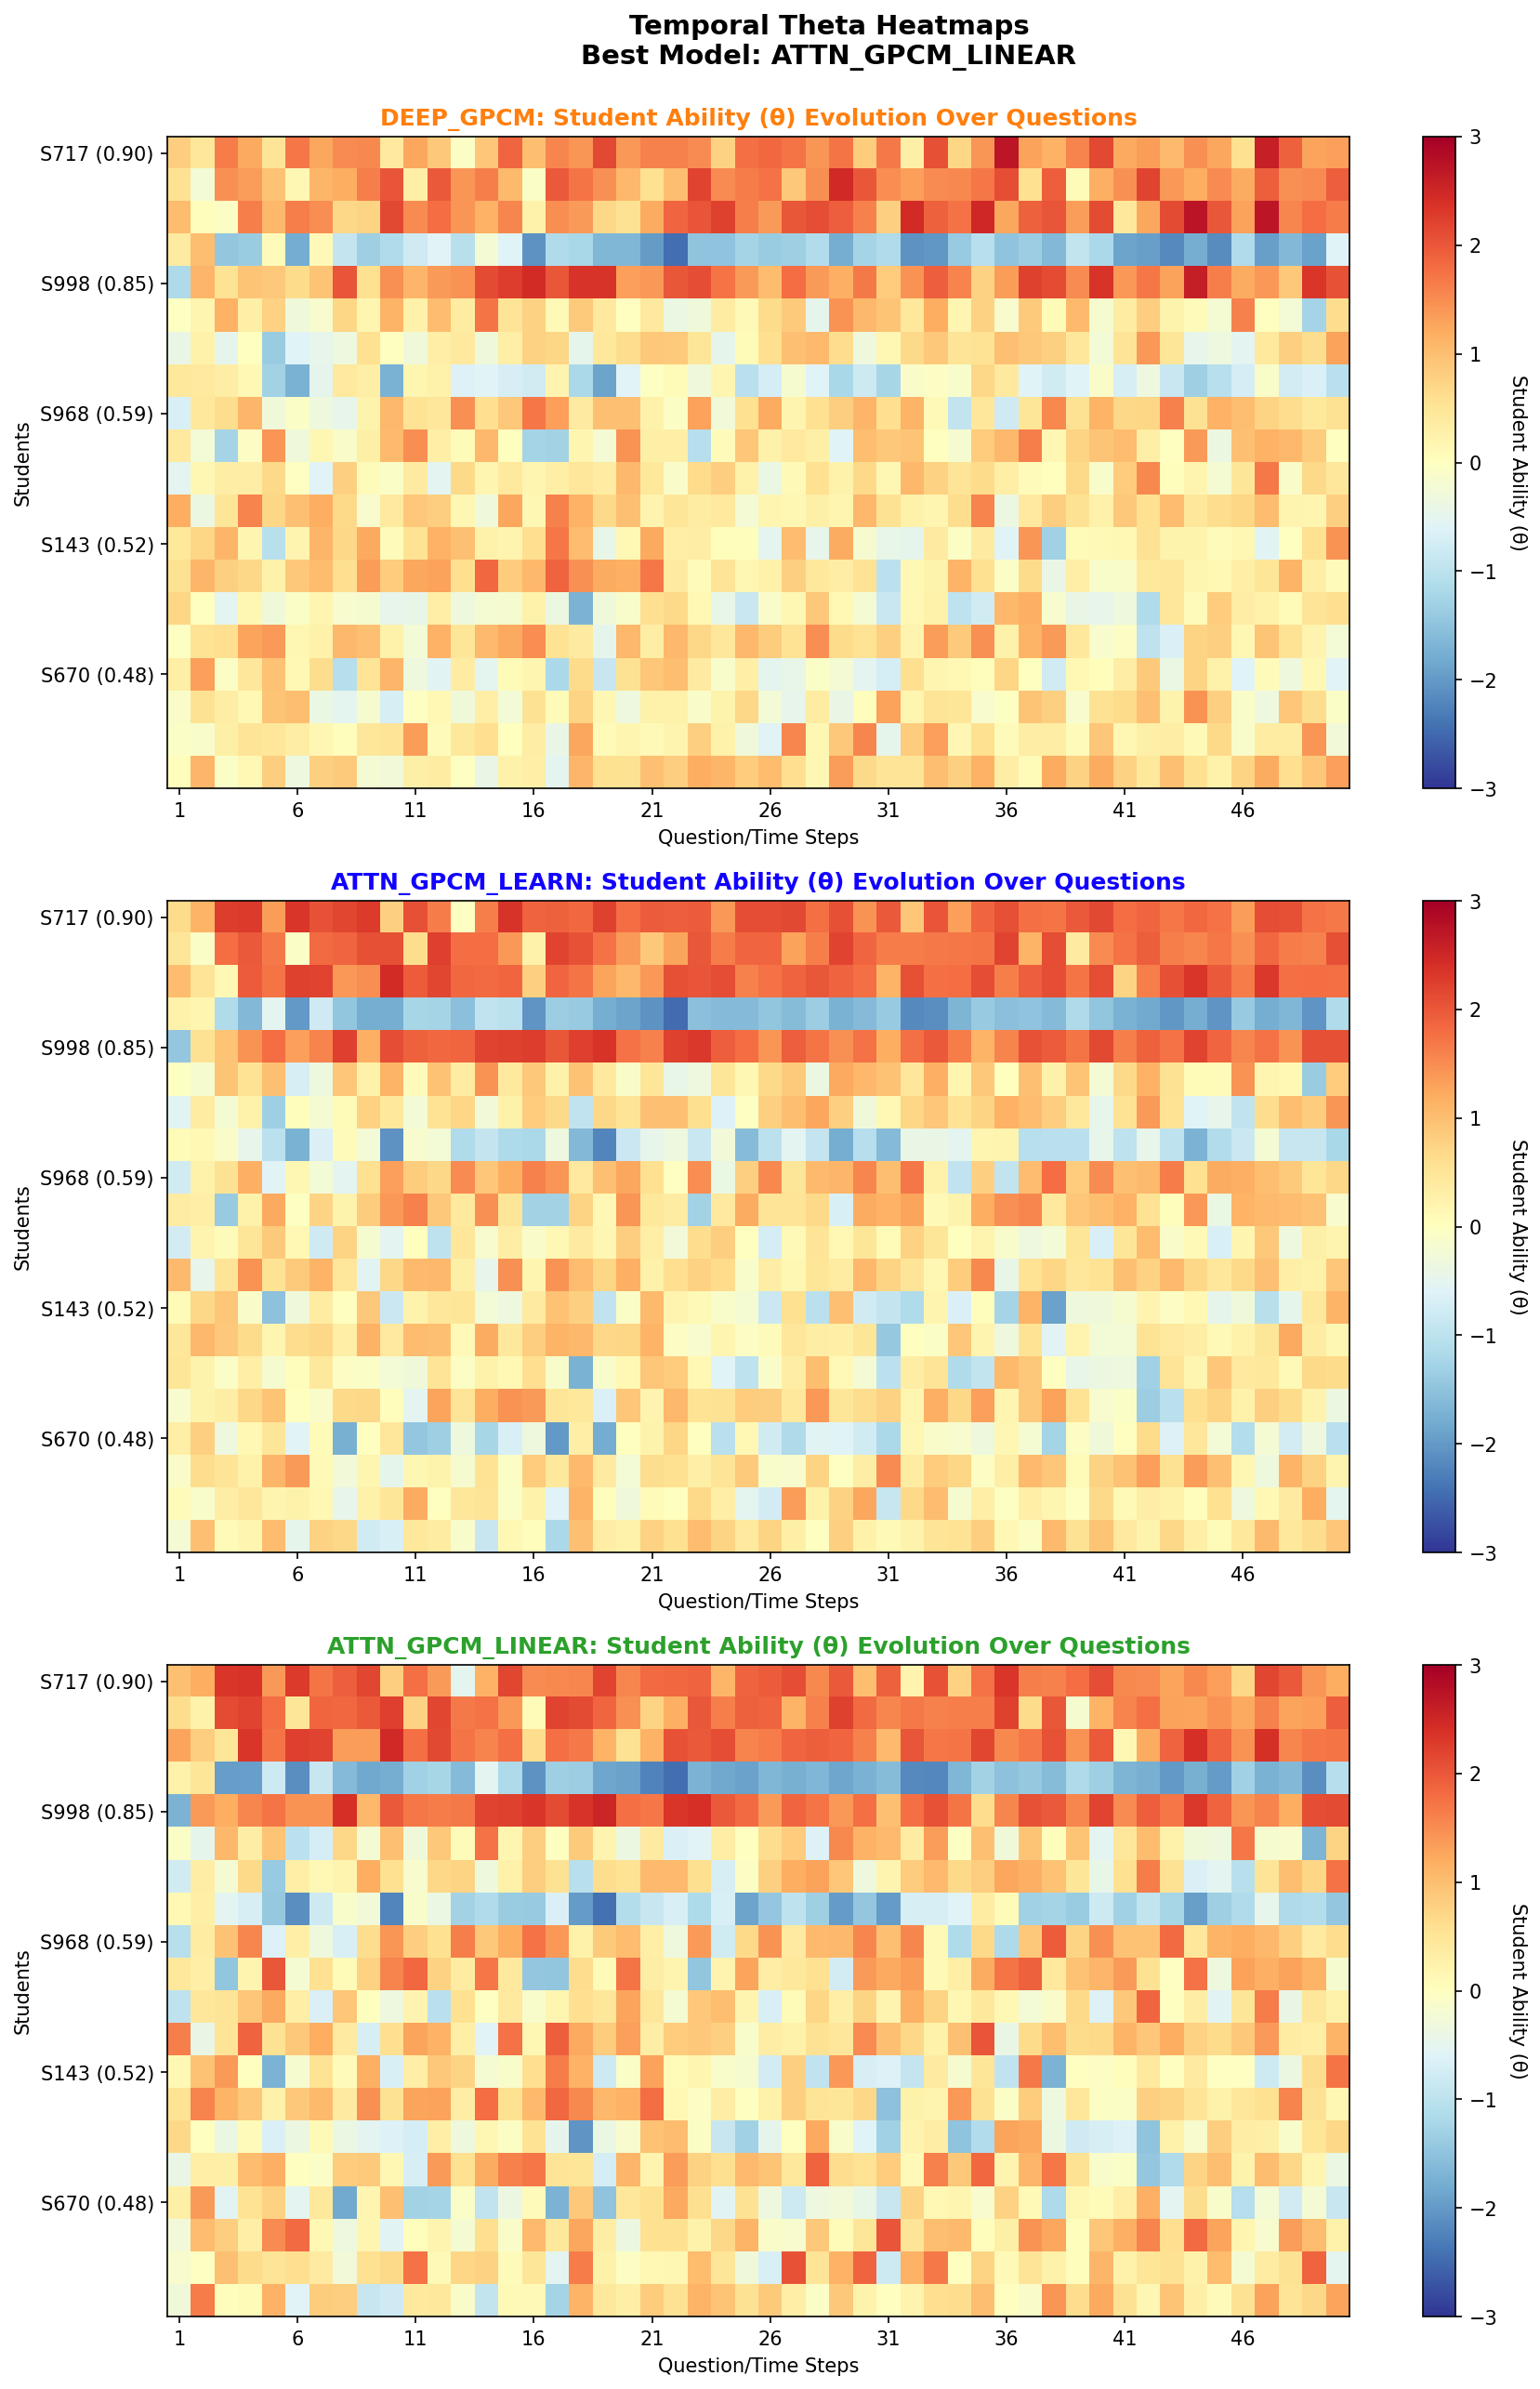 Temporal Theta Heatmaps
Best Model: ATTN_GPCM_LINEAR
DEEP_GPCM: Student Ability (θ) Evolution Over Questions
S717 (0.90)
S998 (0.85)
S968 (0.59)
S143 (0.52)
S670 (0.48)
Students
1 6 11 16 21 26 31 36 41 46
Question/Time Steps
3
2
1
0
−1
−2
−3
Student Ability (θ)
ATTN_GPCM_LEARN: Student Ability (θ) Evolution Over Questions
S717 (0.90)
S998 (0.85)
S968 (0.59)
S143 (0.52)
S670 (0.48)
Students
1 6 11 16 21 26 31 36 41 46
Question/Time Steps
3
2
1
0
−1
−2
−3
Student Ability (θ)
ATTN_GPCM_LINEAR: Student Ability (θ) Evolution Over Questions
S717 (0.90)
S998 (0.85)
S968 (0.59)
S143 (0.52)
S670 (0.48)
Students
1 6 11 16 21 26 31 36 41 46
Question/Time Steps
3
2
1
0
−1
−2
−3
Student Ability (θ)